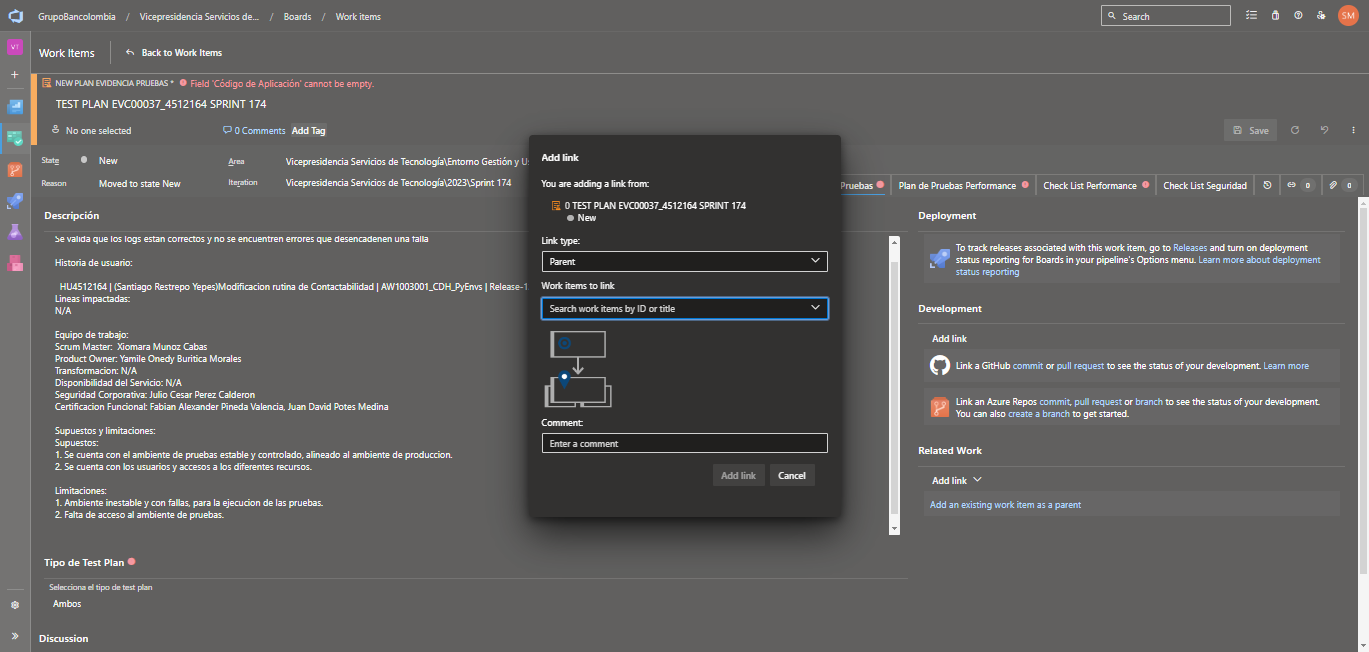 GrupoBancolombia / Vicepresidencia Servicios de... / Boards / Work items
Search
SM
VT
Work Items
Back to Work Items
NEW PLAN EVIDENCIA PRUEBAS * Field 'Código de Aplicación' cannot be empty.
TEST PLAN EVC00037_4512164 SPRINT 174
No one selected
0 Comments
Add Tag
Save
State
New
Area
Vicepresidencia Servicios de Tecnología\Entorno Gestión y Us
Reason
Moved to state New
Iteration
Vicepresidencia Servicios de Tecnología\2023\Sprint 174
Pruebas
Plan de Pruebas Performance
Check List Performance
Check List Seguridad
0
0
Descripción
Se valida que los logs estan correctos y no se encuentren errores que desencadenen una falla
Historia de usuario:
HU4512164 | (Santiago Restrepo Yepes)Modificacion rutina de Contactabilidad | AW1003001_CDH_PyEnvs | Release-1
Lineas impactadas:
N/A
Equipo de trabajo:
Scrum Master: Xiomara Munoz Cabas
Product Owner: Yamile Onedy Buritica Morales
Transformacion: N/A
Disponibilidad del Servicio: N/A
Seguridad Corporativa: Julio Cesar Perez Calderon
Certificacion Funcional: Fabian Alexander Pineda Valencia, Juan David Potes Medina
Supuestos y limitaciones:
Supuestos:
1. Se cuenta con el ambiente de pruebas estable y controlado, alineado al ambiente de produccion.
2. Se cuenta con los usuarios y accesos a los diferentes recursos.
Limitaciones:
1. Ambiente inestable y con fallas, para la ejecucion de las pruebas.
2. Falta de acceso al ambiente de pruebas.
Tipo de Test Plan
Selecciona el tipo de test plan
Ambos
Discussion
Add link
You are adding a link from:
0 TEST PLAN EVC00037_4512164 SPRINT 174
New
Link type:
Parent
Work items to link
Search work items by ID or title
Comment:
Enter a comment
Add link
Cancel
Deployment
To track releases associated with this work item, go to Releases and turn on deployment
status reporting for Boards in your pipeline's Options menu. Learn more about deployment
status reporting
Development
Add link
Link a GitHub commit or pull request to see the status of your development. Learn more
Link an Azure Repos commit, pull request or branch to see the status of your development.
You can also create a branch to get started.
Related Work
Add link
Add an existing work item as a parent